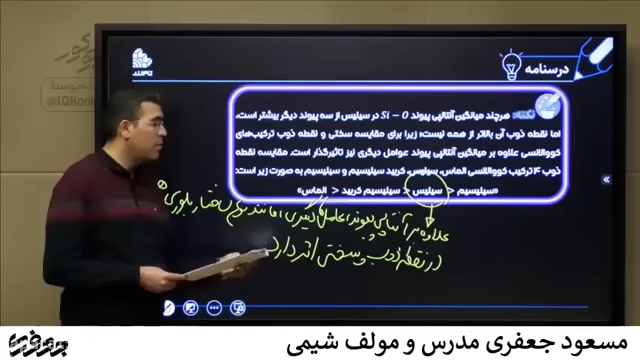 درسنامه
نکته: هرچند میانگین آنتالپی پیوند Si – O در سیلیس از سه پیوند دیگر بیشتر است،
اما نقطه ذوب آن بالاتر از همه نیست؛ زیرا برای مقایسه سختی و نقطه ذوب ترکیب‌های
کووالانسی علاوه بر میانگین آنتالپی پیوند عوامل دیگری نیز تاثیرگذار است. مقایسه نقطه
ذوب ۴ ترکیب کووالانسی الماس، سیلیس، کربید سیلیسیم و سیلیسیم به صورت زیر است:
«سیلیسیم < سیلیس < سیلیسیم کربید < الماس»
علاوه بر آنتالپی پیوند، عامل دیگری مانند نوع ساختار بلوری
در نقطه ذوب و سختی اثر دارد
@IQKonk
مسعود جعفری مدرس و مولف شیمی